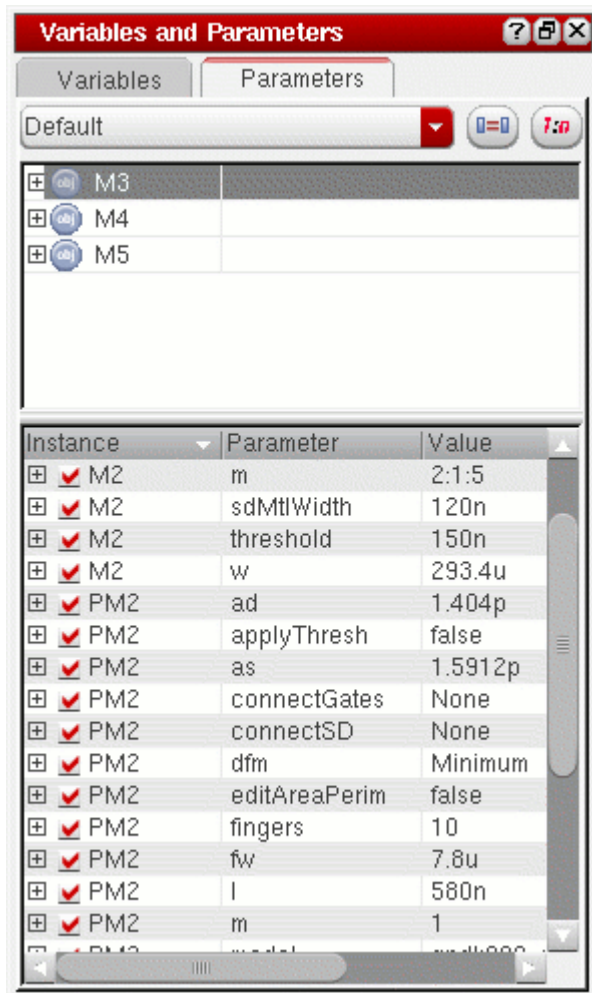 Variables and Parameters
Variables Parameters
Default
obj M3
obj M4
obj M5
Instance Parameter Value
M2 m 2:1:5
M2 sdMtlWidth 120n
M2 threshold 150n
M2 w 293.4u
PM2 ad 1.404p
PM2 applyThresh false
PM2 as 1.5912p
PM2 connectGates None
PM2 connectSD None
PM2 dfm Minimum
PM2 editAreaPerim false
PM2 fingers 10
PM2 fw 7.8u
PM2 l 580n
PM2 m 1